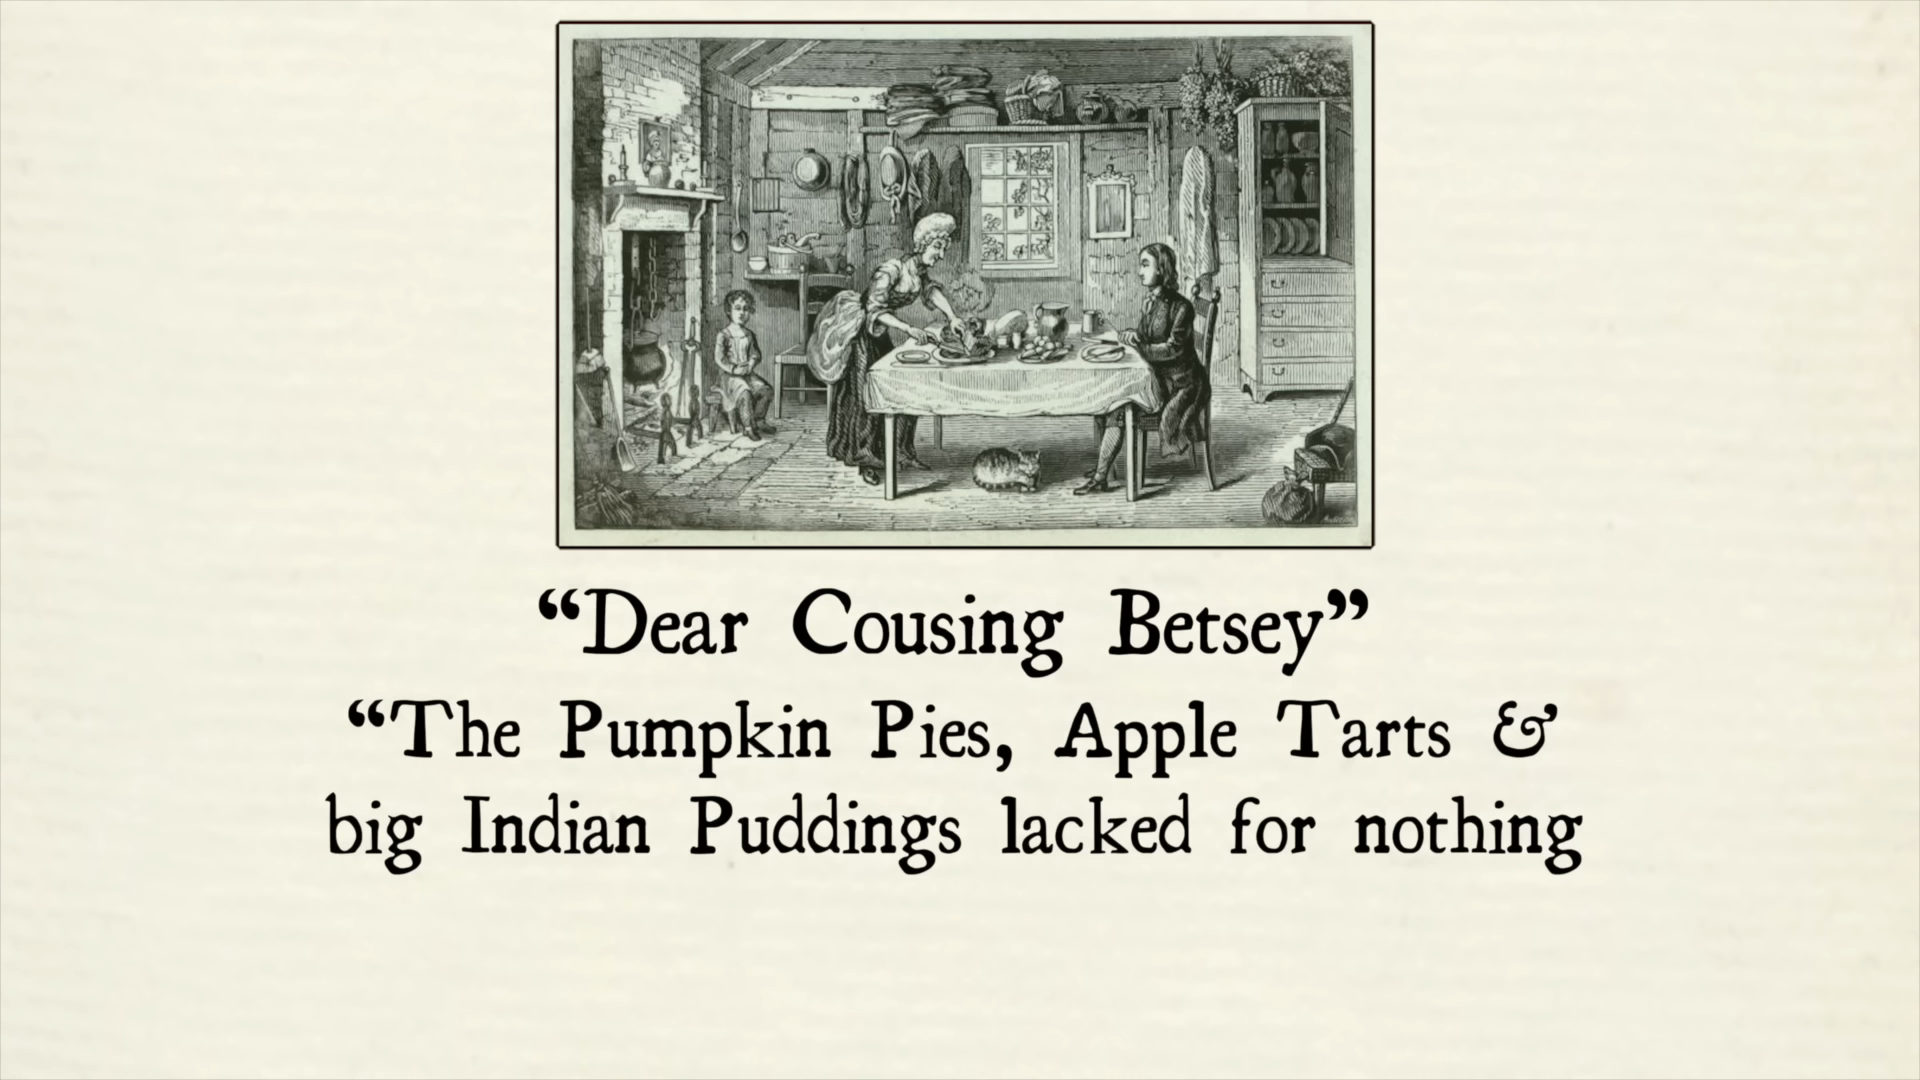 “Dear Cousing Betsey”
“The Pumpkin Pies, Apple Tarts &
big Indian Puddings lacked for nothing